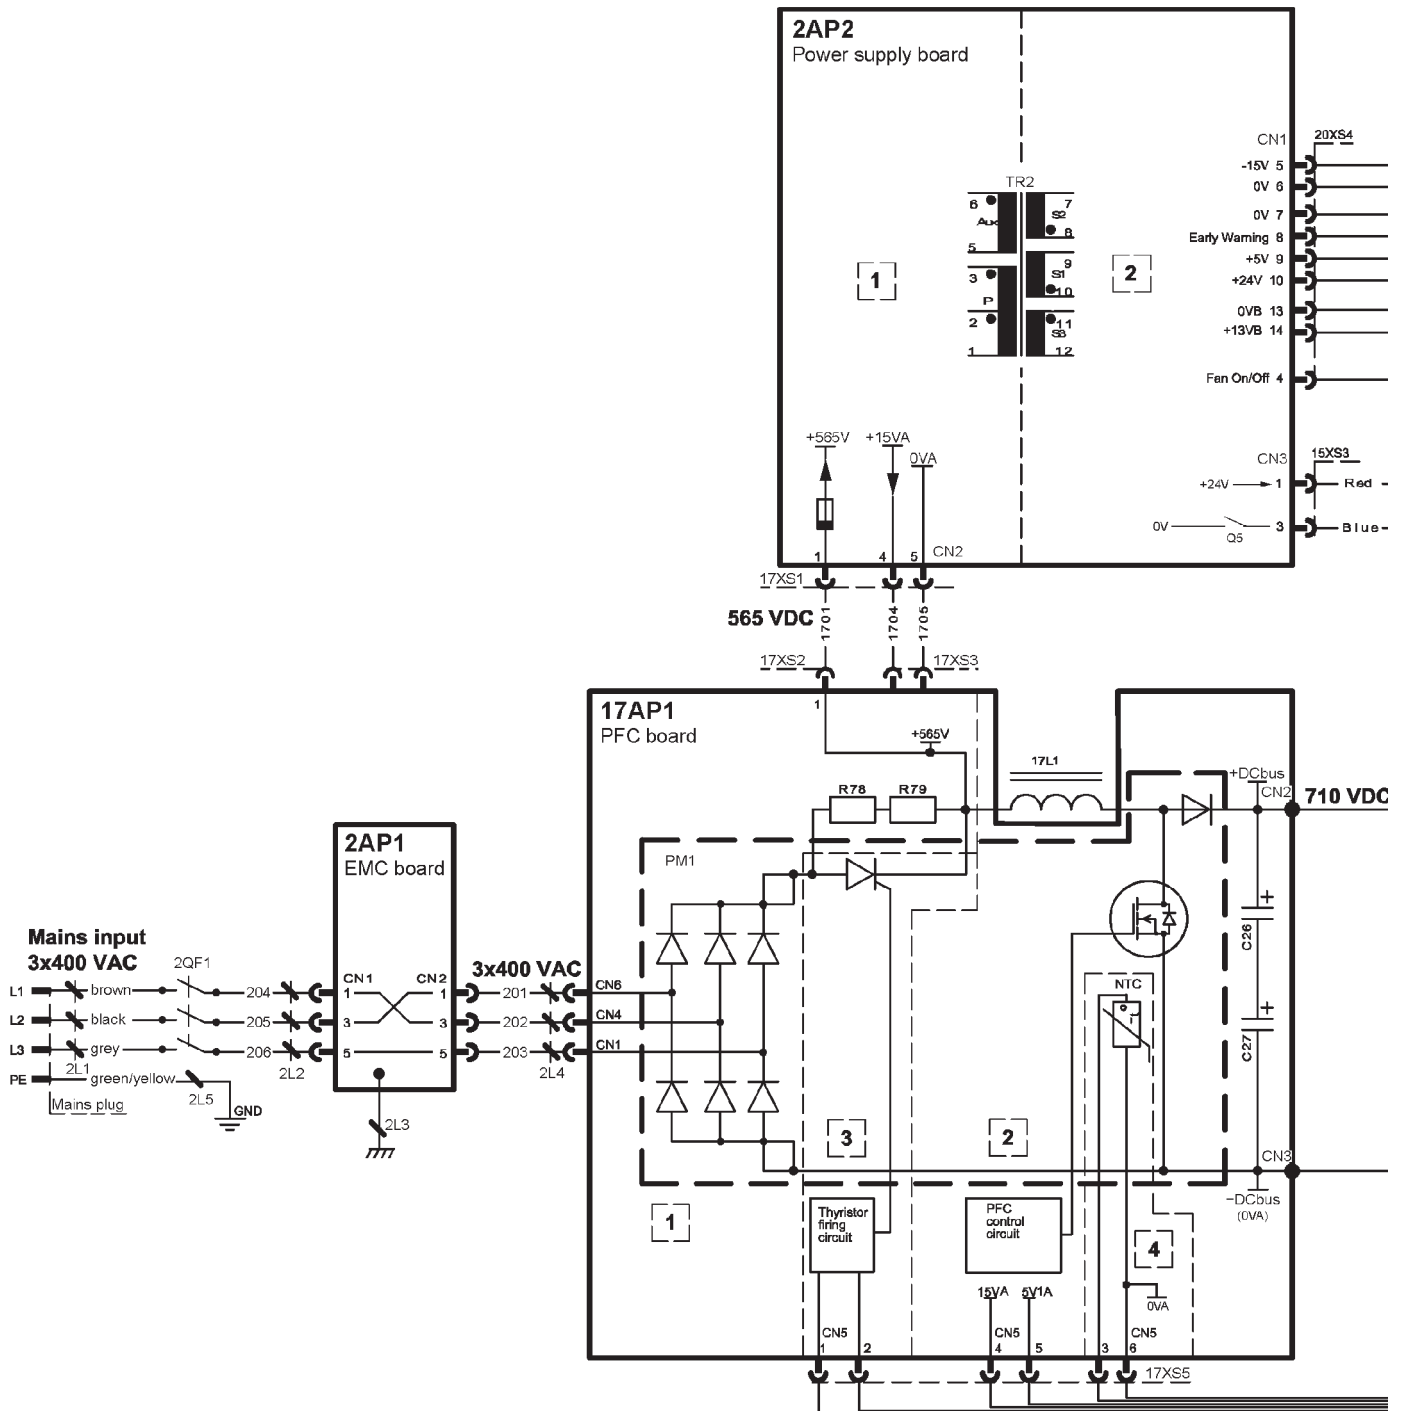 2AP2
Power supply board
CN1
20XS4
-15V 5
0V 6
0V 7
Early Warning 8
+5V 9
+24V 10
0VB 13
+13VB 14
Fan On/Off 4
TR2
6
Aux
5
3
P
2
1
7
S2
8
9
S1
10
11
S3
12
1
2
CN3
15XS3
+24V
1
Red
0V
Q5
3
Blue
+565V
+15VA
0VA
1
4
5
CN2
17XS1
565 VDC
1701
1704
1705
17XS2
17XS3
17AP1
PFC board
1
+565V
17L1
R78
R79
+DCbus
CN2
710 VDC
PM1
2AP1
EMC board
Mains input
3x400 VAC
2QF1
L1
brown
204
CN1
CN2
1
1
3x400 VAC
201
CN6
L2
black
205
3
3
202
CN4
L3
grey
206
5
5
203
CN1
2L1
2L2
2L4
PE
green/yellow
2L5
GND
Mains plug
2L3
C26
+
C27
+
NTC
-t°
3
2
CN3
−DCbus
(0VA)
1
Thyristor
firing
circuit
PFC
control
circuit
4
15VA
5V1A
0VA
CN5
1
2
CN5
4
5
CN5
3
6
17XS5